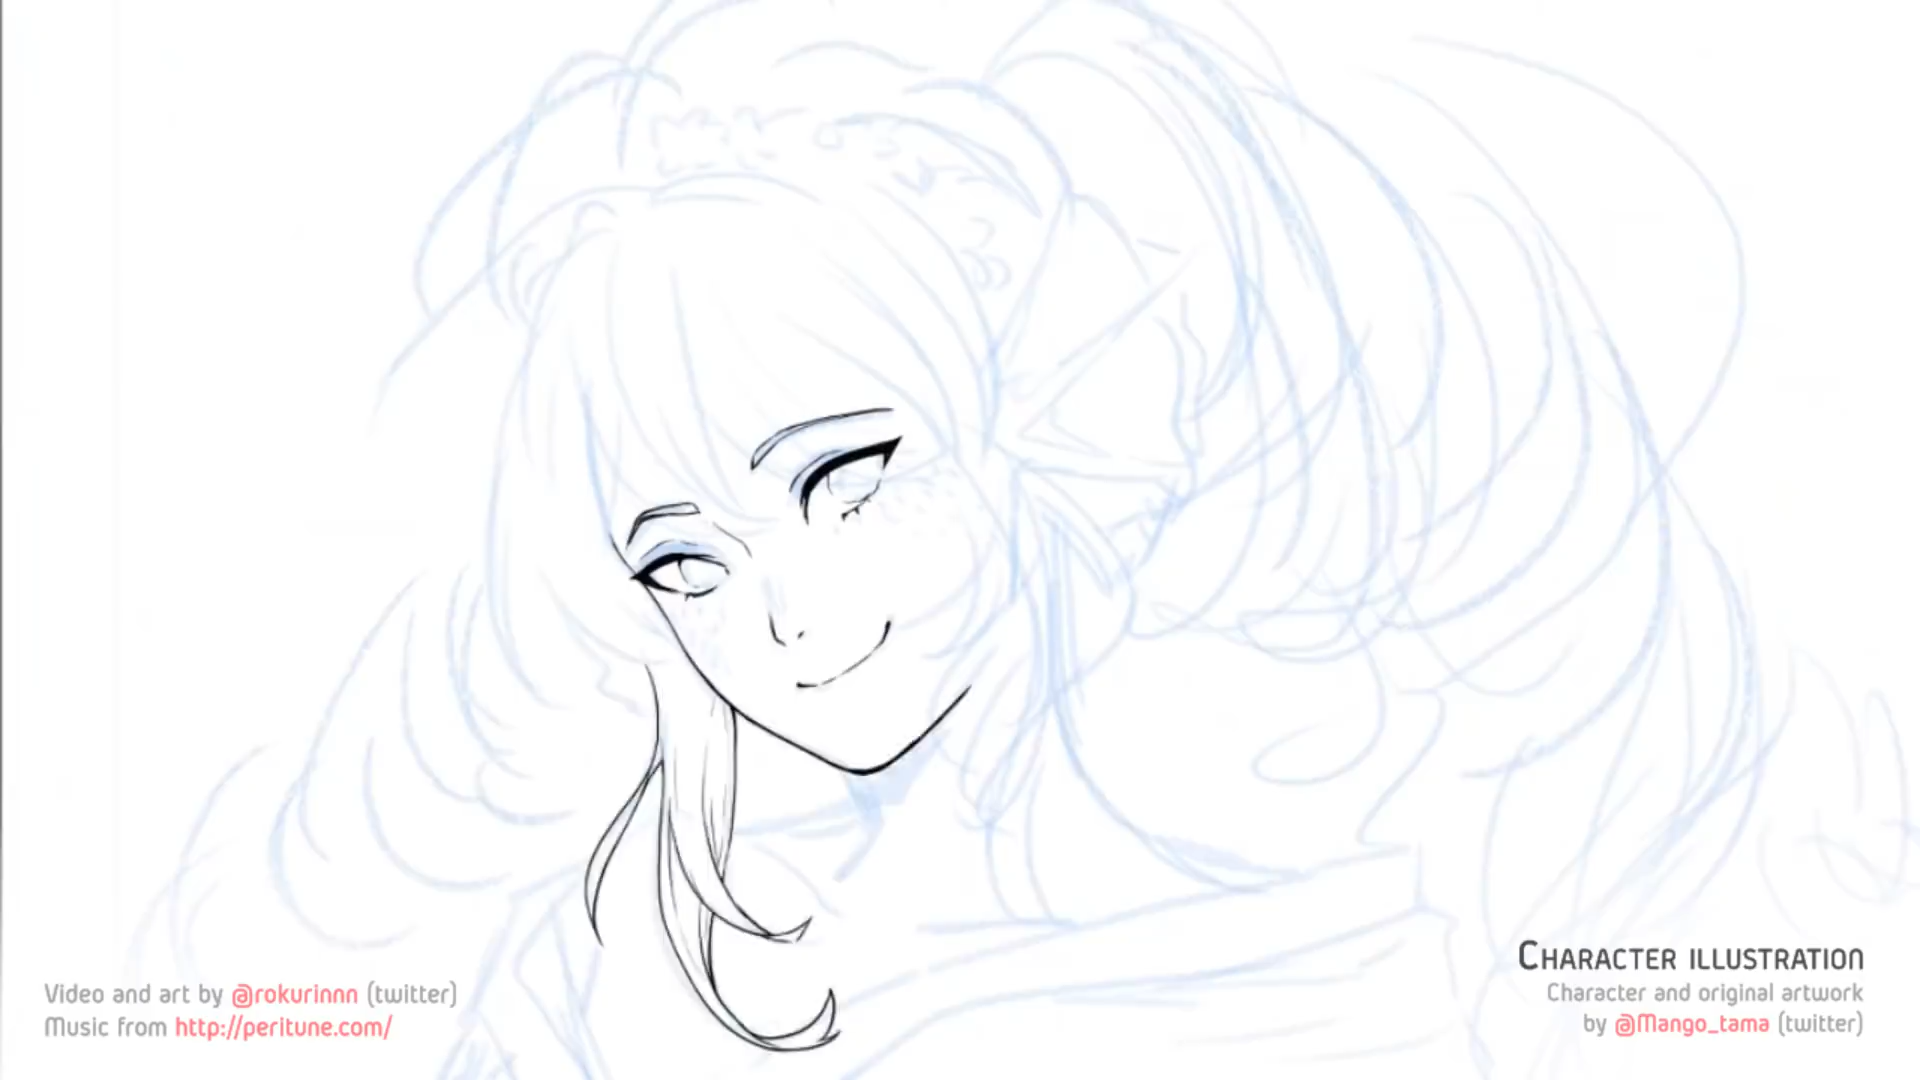 Video and art by @rokurinnn (twitter)
Music from http://peritune.com/
Character illustration
Character and original artwork
by @Mango_tama (twitter)